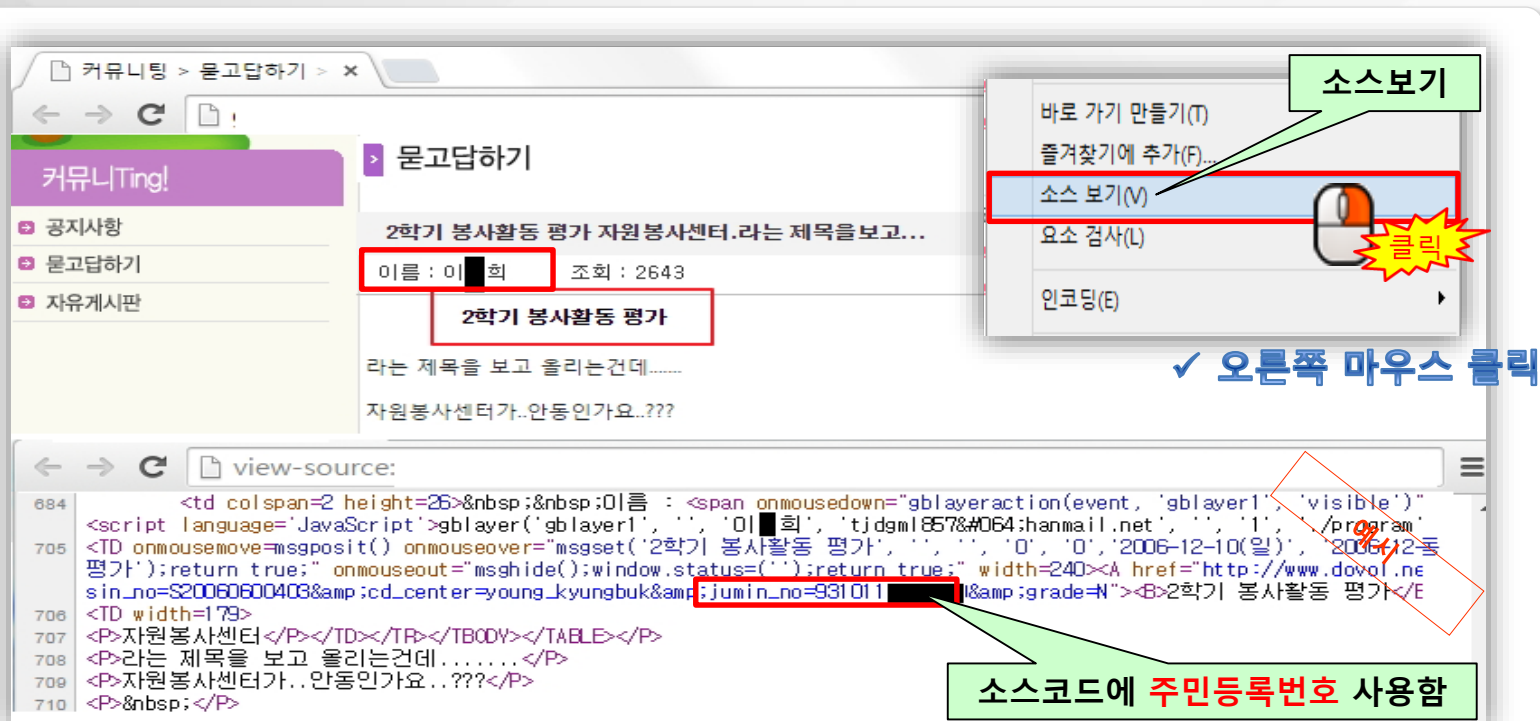 커뮤니팅 > 묻고답하기 > ×
소스보기
바로 가기 만들기(T)
즐겨찾기에 추가(F)...
소스 보기(V)
요소 검사(L)
인코딩(E)
클릭
✓ 오른쪽 마우스 클릭
커뮤니Ting!
공지사항
묻고답하기
자유게시판
묻고답하기
2학기 봉사활동 평가 자원봉사센터.라는 제목을보고...
이름 : 이 희 조회 : 2643
2학기 봉사활동 평가
라는 제목을 보고 올리는건데.......
자원봉사센터가..안동인가요..???
view-source:
684 <td colspan=2 height=26>&nbsp;&nbsp;이름 : <span onmousedown="gblayeraction(event, 'gblayer1', 'visible')"
<script language='JavaScript'>gblayer('gblayer1', '', '이 희', 'tjdgml857&#064;hanmail.net', '', '1', './program'
705 <TD onmousemove=msgposit() onmouseover="msgset('2학기 봉사활동 평가', '', '', '0', '0','2006-12-10(일)',
평가');return true;" onmouseout="msghide();window.status=('');return true;" width=240><A href="http://www.dovol.ne
sin_no=S20060600403&amp;cd_center=young_kyungbuk&amp;jumin_no=931011 &amp;grade=N"><B>2학기 봉사활동 평가</B
706 <TD width=179>
707 <P>자원봉사센터</P></TD></TR></TBODY></TABLE></P>
708 <P>라는 제목을 보고 올리는건데.......</P>
709 <P>자원봉사센터가..안동인가요..???</P>
710 <P>&nbsp;</P>
예시
소스코드에 주민등록번호 사용함